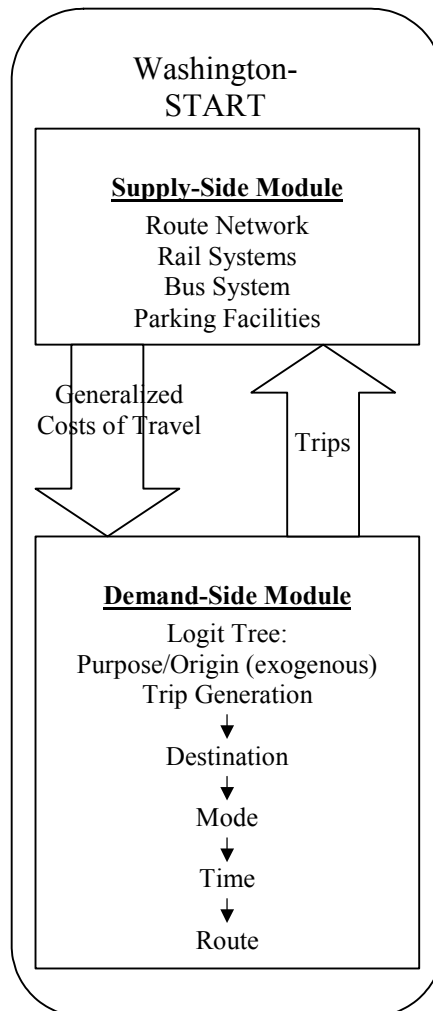 Washington-
START
Supply-Side Module
Route Network
Rail Systems
Bus System
Parking Facilities
Generalized
Costs of Travel
Trips
Demand-Side Module
Logit Tree:
Purpose/Origin (exogenous)
Trip Generation
Destination
Mode
Time
Route